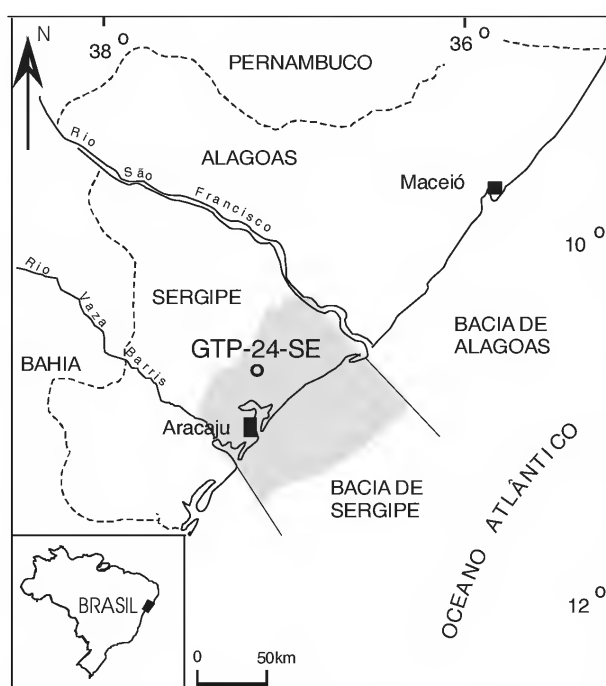 N
38 o
36 o
PERNAMBUCO
ALAGOAS
Maceió
Rio São Francisco
10 o
SERGIPE
Rio Vaza Barris
BACIA DE
ALAGOAS
GTP-24-SE
BAHIA
Aracaju
BACIA DE
SERGIPE
OCEANO ATLÂNTICO
BRASIL
12 o
0 50km